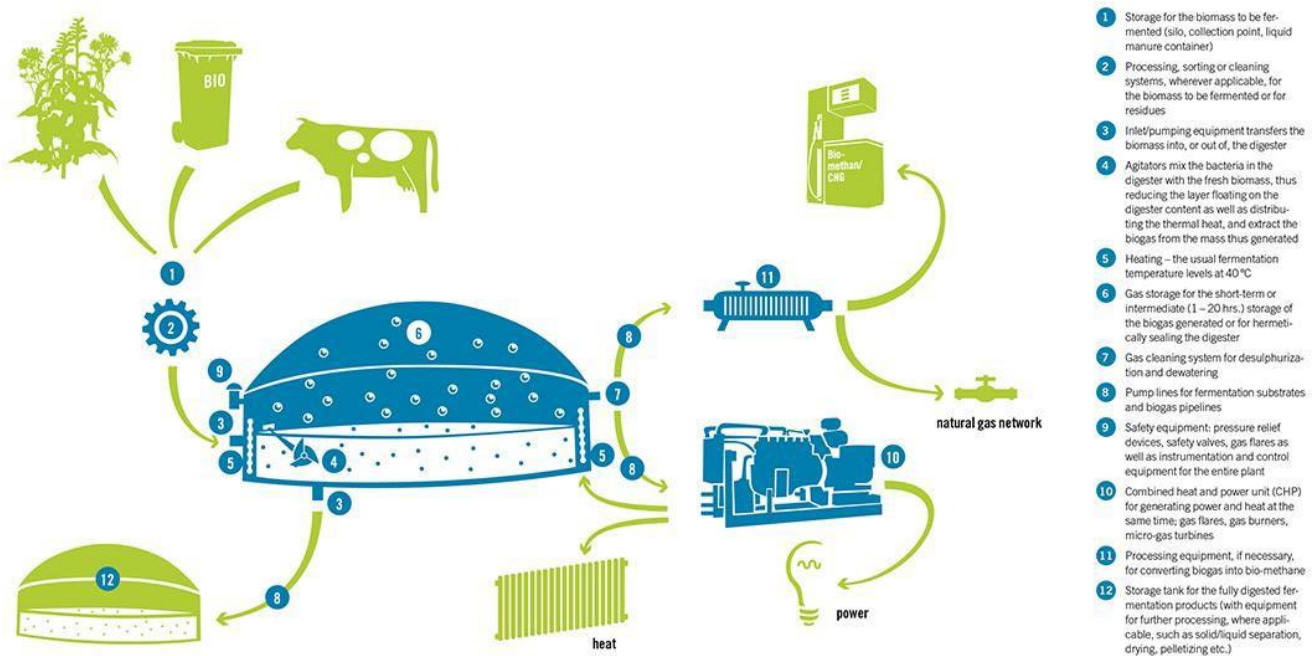 BIO
Bio-
methan/
CHG
1
2
3
4
5
6
7
8
9
10
11
12
3
5
8
8
natural gas network
heat
power
1 Storage for the biomass to be fer-
mented (silo, collection point, liquid
manure container)
2 Processing, sorting or cleaning
systems, wherever applicable, for
the biomass to be fermented or for
residues
3 Inlet/pumping equipment transfers the
biomass into, or out of, the digester
4 Agitators mix the bacteria in the
digester with the fresh biomass, thus
reducing the layer floating on the
digester content as well as distribu-
ting the thermal heat, and extract the
biogas from the mass thus generated
5 Heating – the usual fermentation
temperature levels at 40 °C
6 Gas storage for the short-term or
intermediate (1 – 20 hrs.) storage of
the biogas generated or for hermeti-
cally sealing the digester
7 Gas cleaning system for desulphuriza-
tion and dewatering
8 Pump lines for fermentation substrates
and biogas pipelines
9 Safety equipment: pressure relief
devices, safety valves, gas flares as
well as instrumentation and control
equipment for the entire plant
10 Combined heat and power unit (CHP)
for generating power and heat at the
same time; gas flares, gas burners,
micro-gas turbines
11 Processing equipment, if necessary,
for converting biogas into bio-methane
12 Storage tank for the fully digested fer-
mentation products (with equipment
for further processing, where appli-
cable, such as solid/liquid separation,
drying, pelletizing etc.)